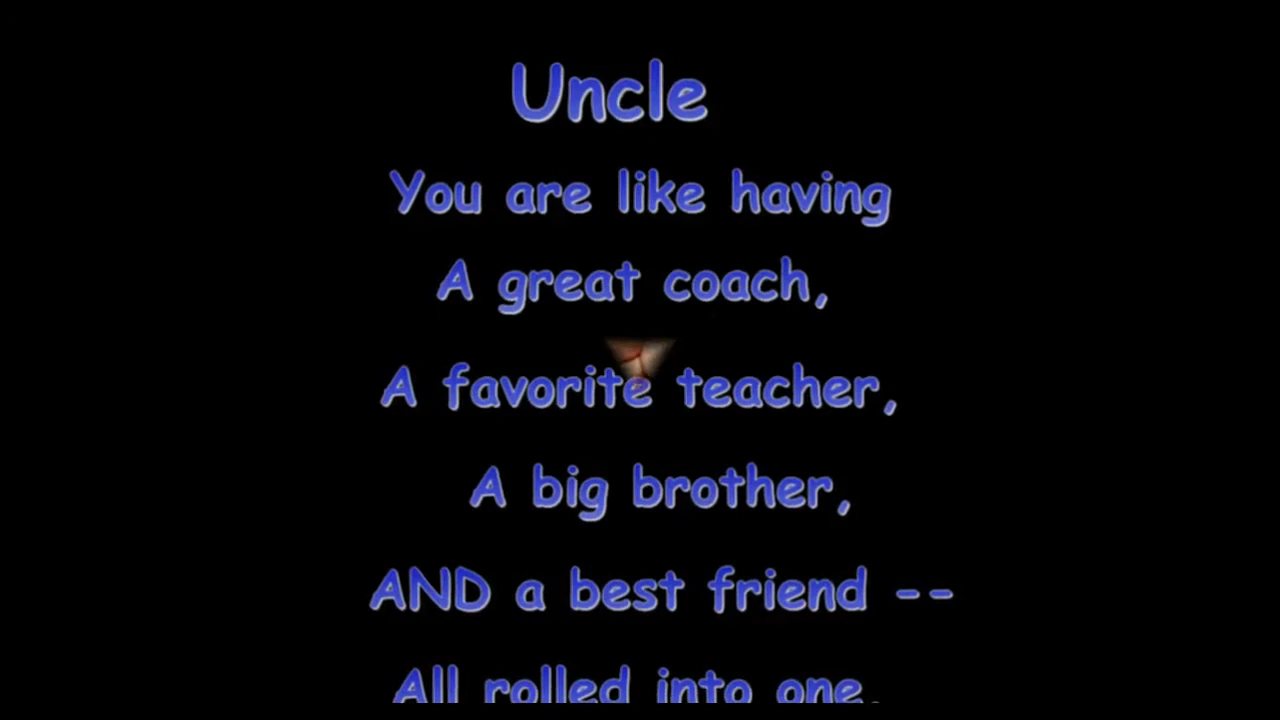 Uncle
You are like having
A great coach,
A favorite teacher,
A big brother,
AND a best friend --
All rolled into one.